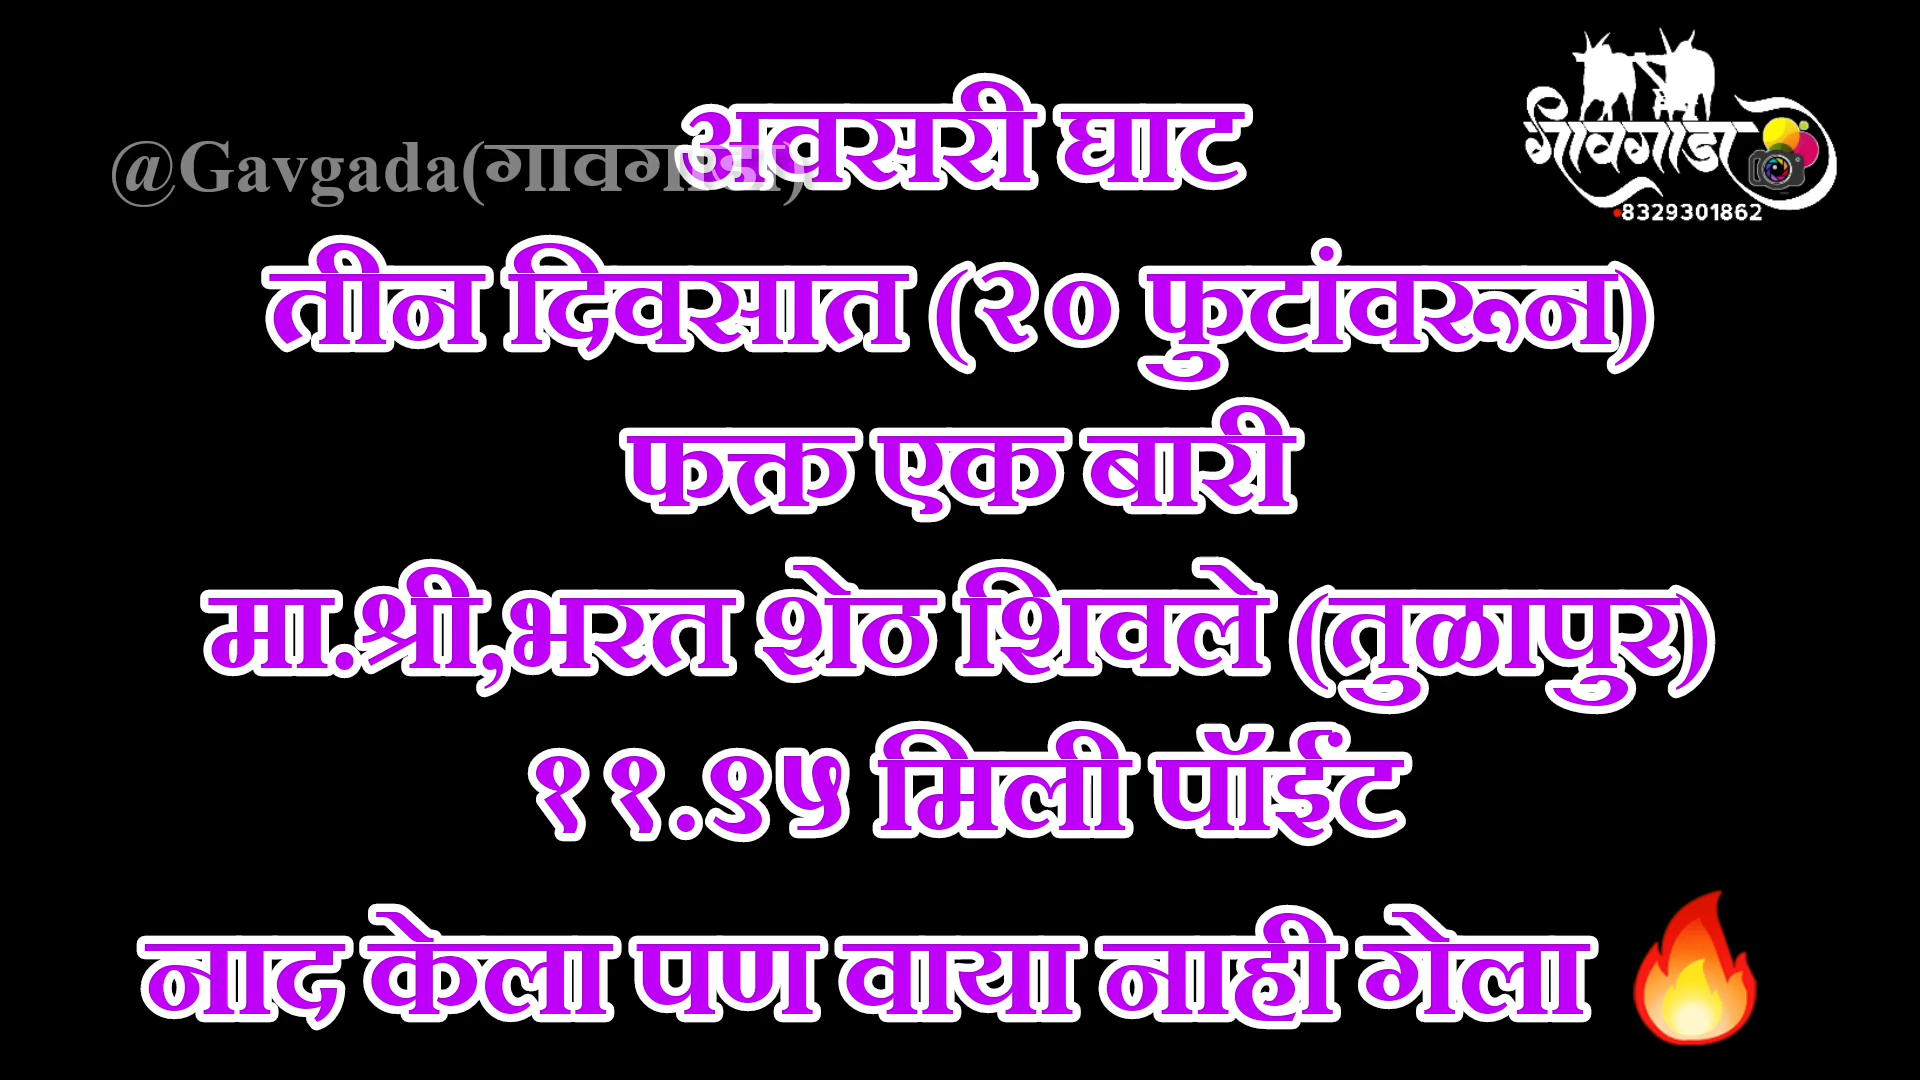 अवसरी घाट
@Gavgada(गावगाडा)
गावगाडा
8329301862
तीन दिवसात (२० फुटांवरून)
फक्त एक बारी
मा.श्री,भरत शेठ शिवले (तुळापुर)
११.९५ मिली पॉईंट
नाद केला पण वाया नाही गेला